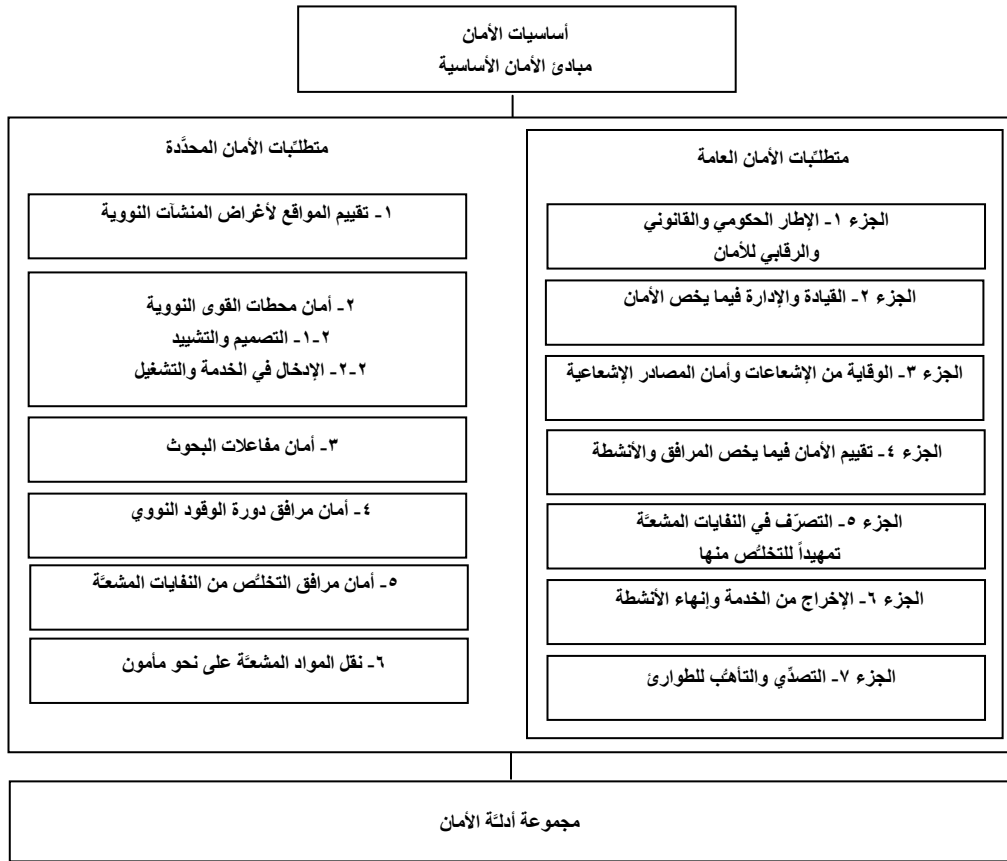 أساسيات الأمان
مبادئ الأمان الأساسية
متطلبّات الأمان العامة
الجزء ١- الإطار الحكومي والقانوني
والرقابي للأمان
الجزء ٢- القيادة والإدارة فيما يخص الأمان
الجزء ٣- الوقاية من الإشعاعات وأمان المصادر الإشعاعية
الجزء ٤- تقييم الأمان فيما يخص المرافق والأنشطة
الجزء ٥- التصرّف في النفايات المشعَّة
تمهيداً للتخلُص منها
الجزء ٦- الإخراج من الخدمة وإنهاء الأنشطة
الجزء ٧- التصدِّي والتأهُب للطوارئ
متطلبّات الأمان المحدَّدة
١- تقييم المواقع لأغراض المنشآت النووية
٢- أمان محطات القوى النووية
٢-١- التصميم والتشييد
٢-٢- الإدخال في الخدمة والتشغيل
٣- أمان مفاعلات البحوث
٤- أمان مرافق دورة الوقود النووي
٥- أمان مرافق التخلُص من النفايات المشعَّة
٦- نقل المواد المشعَّة على نحو مأمون
مجموعة أدلـَّة الأمان